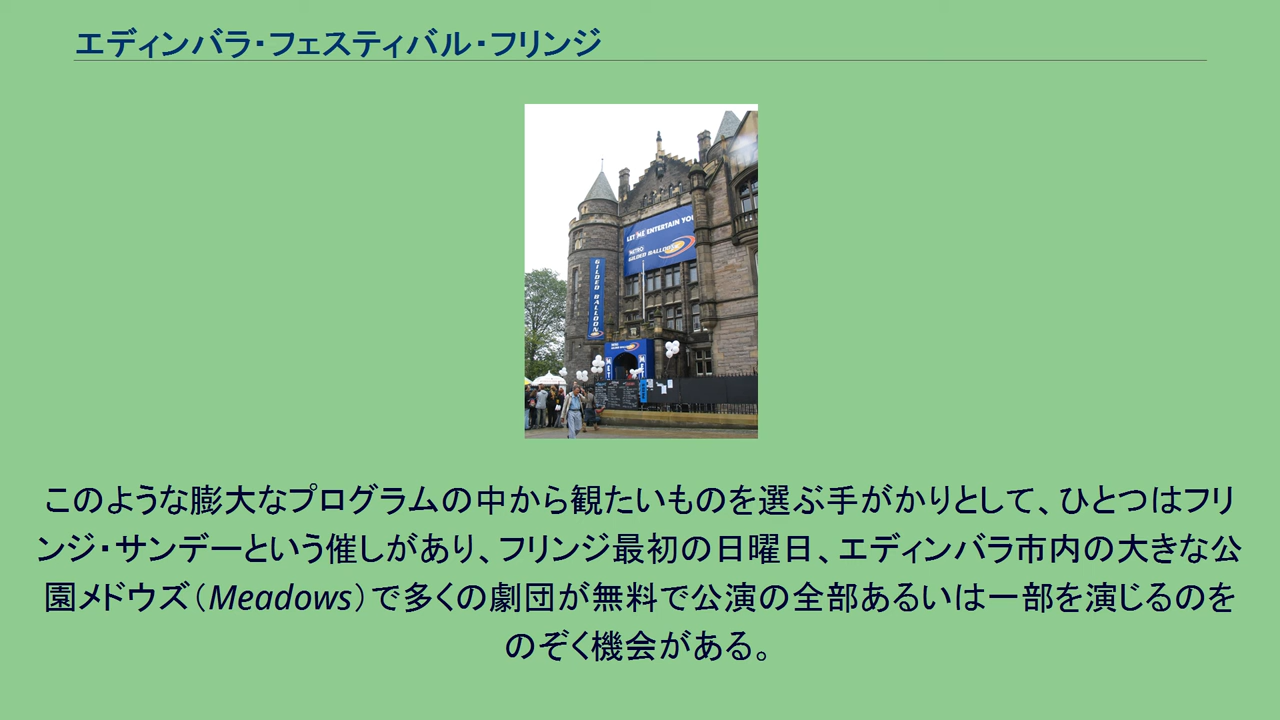 エディンバラ・フェスティバル・フリンジ
LET ME ENTERTAIN YOU
METRO
GILDED BALLOON
GILDED BALLOON
このような膨大なプログラムの中から観たいものを選ぶ手がかりとして、ひとつはフリ
ンジ・サンデーという催しがあり、フリンジ最初の日曜日、エディンバラ市内の大きな公
園メドウズ（Meadows）で多くの劇団が無料で公演の全部あるいは一部を演じるのを
のぞく機会がある。